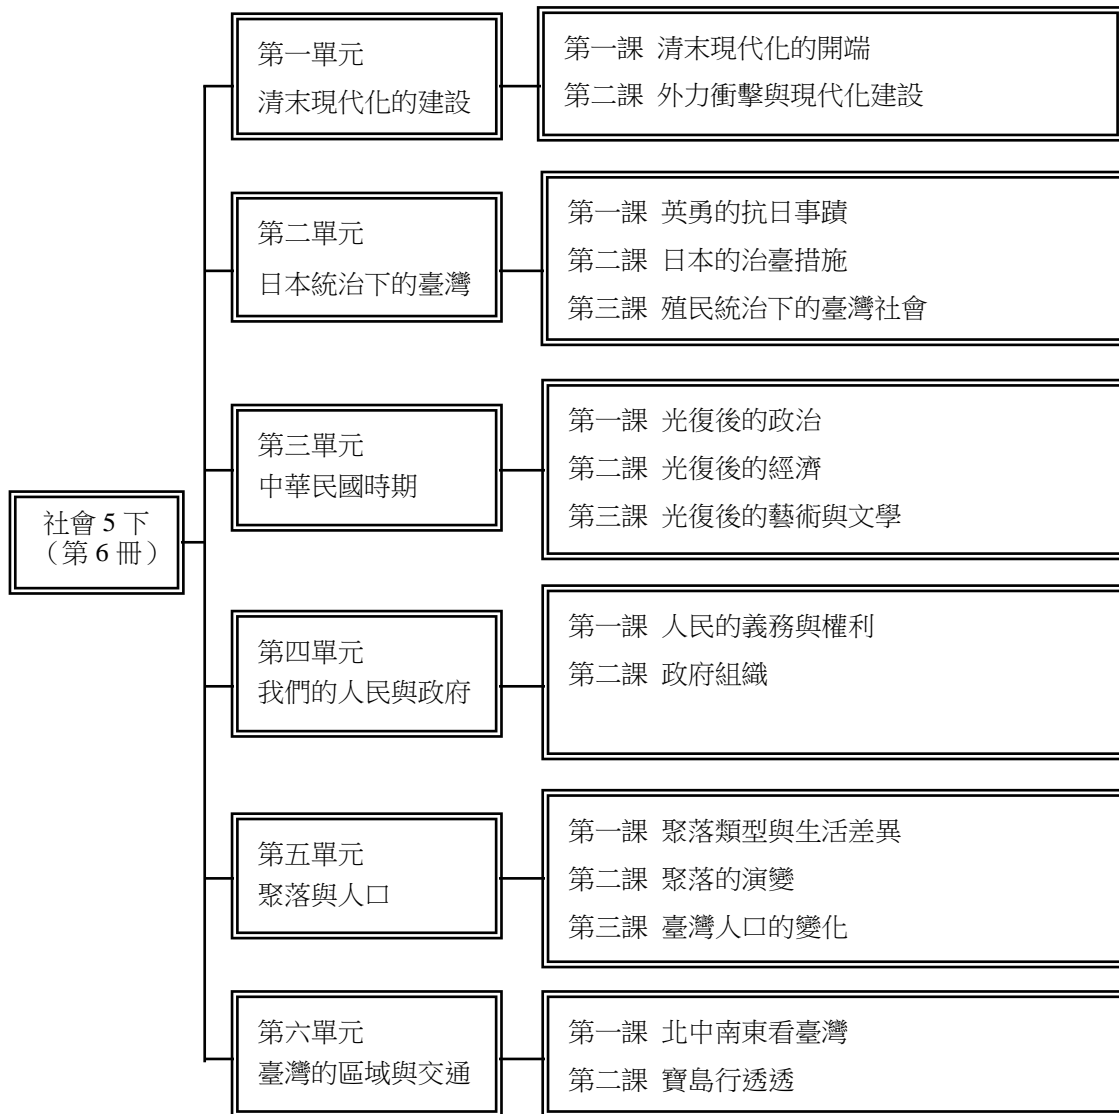 社會 5 下
（第 6 冊）
第一單元
清末現代化的建設
第一課 清末現代化的開端
第二課 外力衝擊與現代化建設
第二單元
日本統治下的臺灣
第一課 英勇的抗日事蹟
第二課 日本的治臺措施
第三課 殖民統治下的臺灣社會
第三單元
中華民國時期
第一課 光復後的政治
第二課 光復後的經濟
第三課 光復後的藝術與文學
第四單元
我們的人民與政府
第一課 人民的義務與權利
第二課 政府組織
第五單元
聚落與人口
第一課 聚落類型與生活差異
第二課 聚落的演變
第三課 臺灣人口的變化
第六單元
臺灣的區域與交通
第一課 北中南東看臺灣
第二課 寶島行透透